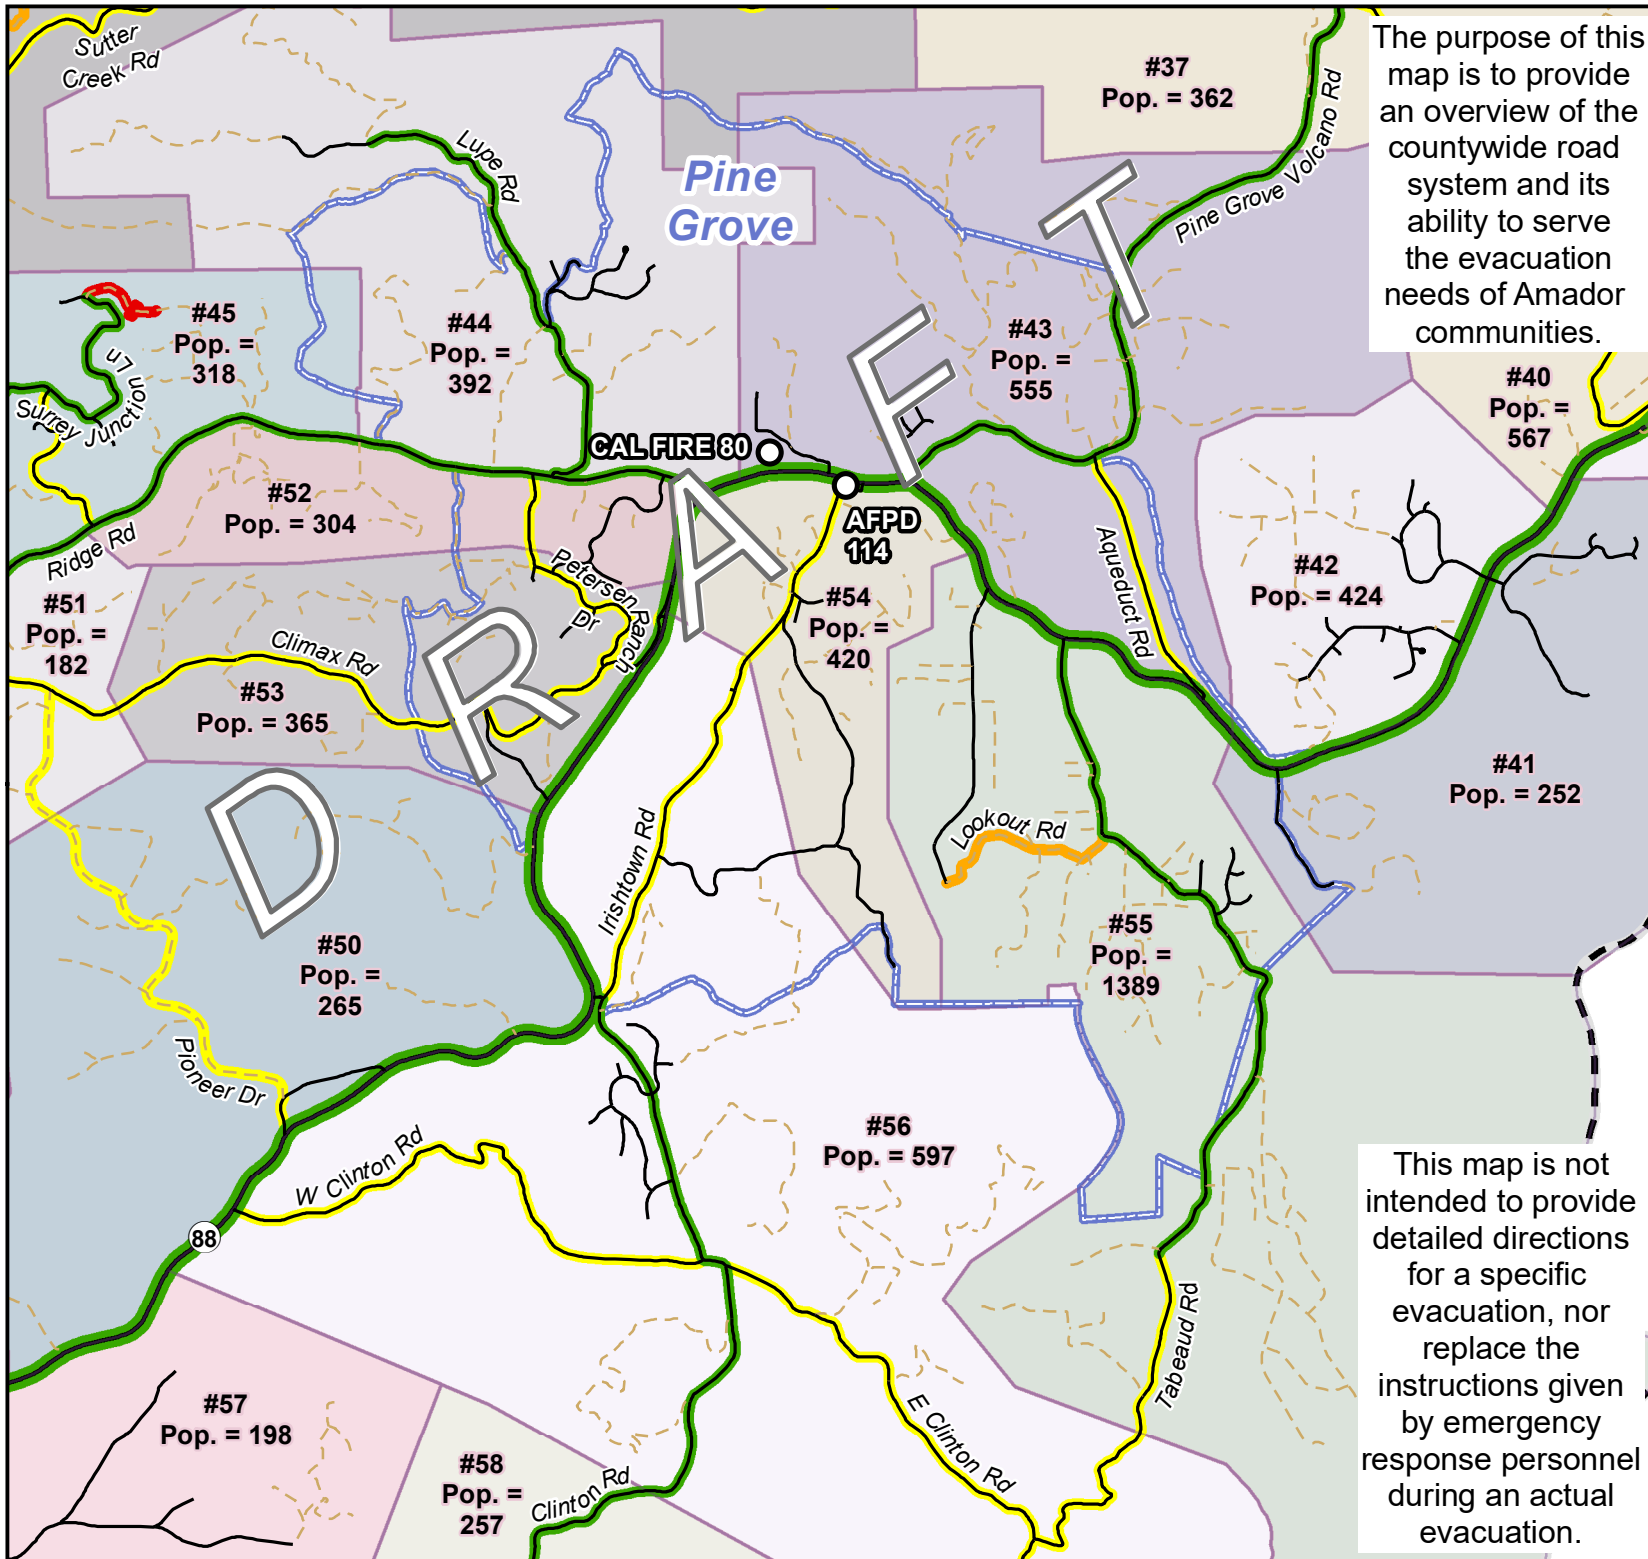 Sutter
Creek Rd
#37
Pop. = 362
The purpose of this
map is to provide
an overview of the
countywide road
system and its
ability to serve
the evacuation
needs of Amador
communities.
Pine Grove Volcano Rd
Lupe Rd
Pine
Grove
#45
Pop. =
318
#44
Pop. =
392
#43
Pop. =
555
#40
Pop. =
567
Surrey Junction Ln
CAL FIRE 80
AFPD
114
#52
Pop. = 304
Ridge Rd
#51
Pop. =
182
Petersen Ranch
Dr
Aqueduct Rd
#42
Pop. = 424
#54
Pop. =
420
Climax Rd
#53
Pop. = 365
#41
Pop. = 252
DRAFT
Irishtown Rd
Lookout Rd
#50
Pop. =
265
#55
Pop. =
1389
Pioneer Dr
W Clinton Rd
#56
Pop. = 597
88
This map is not
intended to provide
detailed directions
for a specific
evacuation, nor
replace the
instructions given
by emergency
response personnel
during an actual
evacuation.
Tabeaud Rd
#57
Pop. = 198
E Clinton Rd
#58
Pop. =
257
Clinton Rd